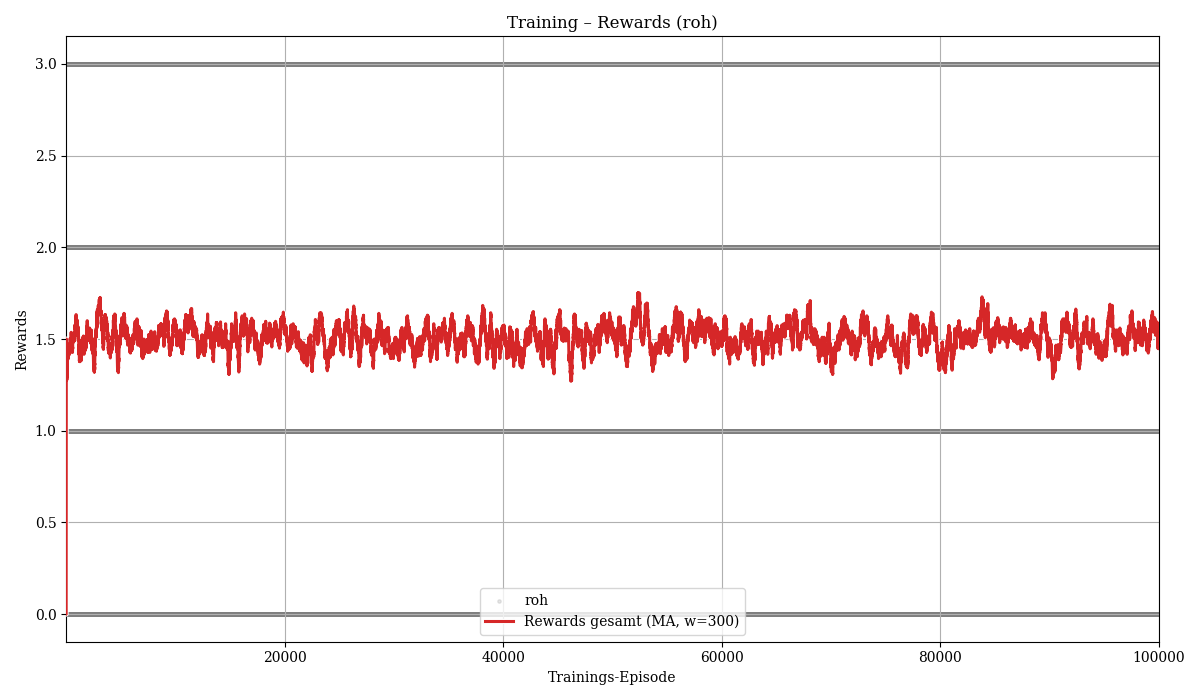 Training – Rewards (roh)
Rewards
3.0
2.5
2.0
1.5
1.0
0.5
0.0
roh
Rewards gesamt (MA, w=300)
20000
40000
60000
80000
100000
Trainings-Episode